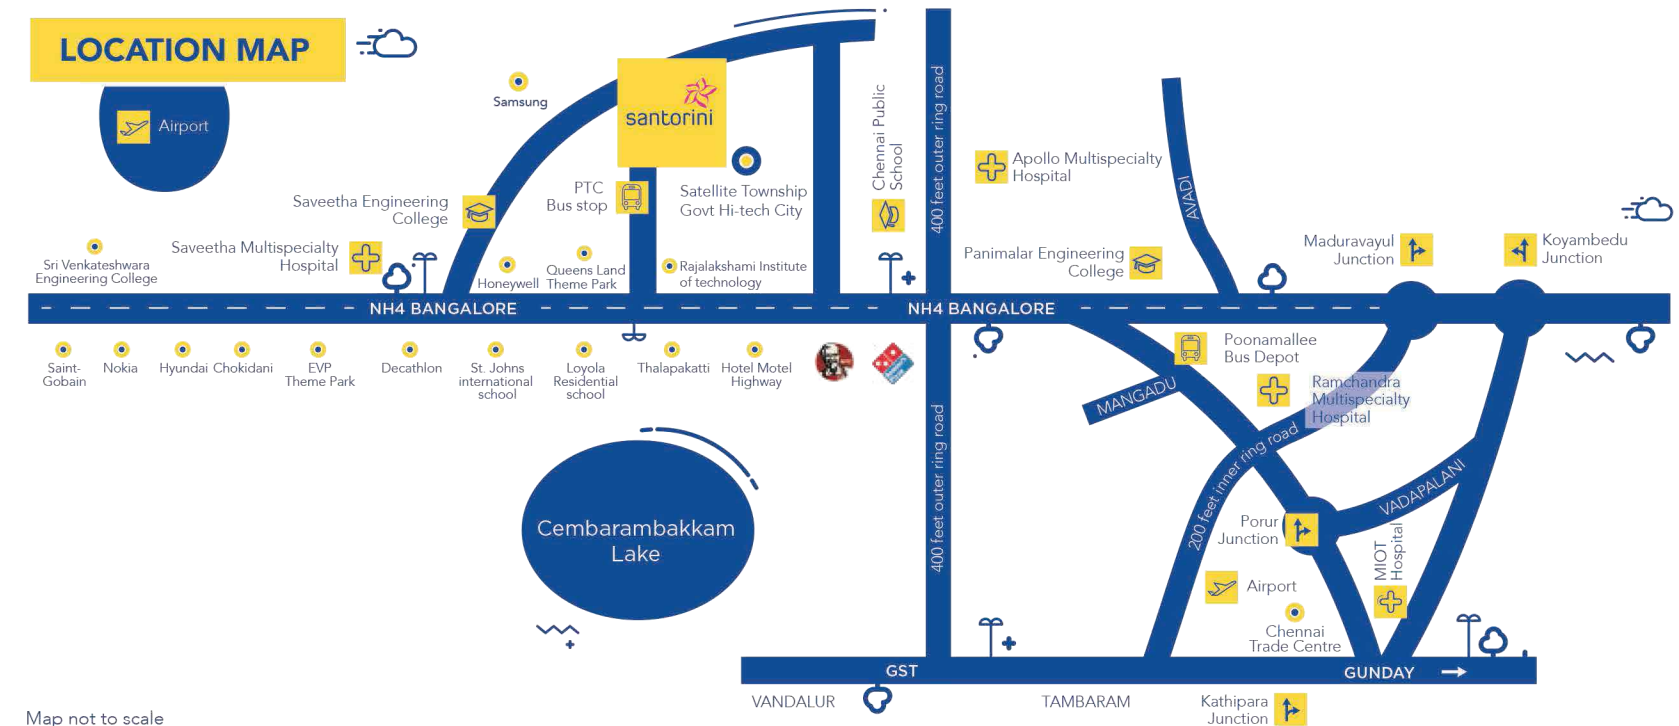 LOCATION MAP
Airport
Samsung
santorini
Saveetha Engineering
College
PTC
Bus stop
Satellite Township
Govt Hi-tech City
Chennai Public
School
400 feet outer ring road
Apollo Multispecialty
Hospital
AVADI
Saveetha Multispecialty
Hospital
Sri Venkateshwara
Engineering College
Honeywell
Queens Land
Theme Park
Rajalakshami Institute
of technology
Panimalar Engineering
College
Maduravayul
Junction
Koyambedu
Junction
NH4 BANGALORE
NH4 BANGALORE
Saint-
Gobain
Nokia
Hyundai
Chokidani
EVP
Theme Park
Decathlon
St. Johns
international
school
Loyola
Residential
school
Thalapakatti
Hotel Motel
Highway
Poonamallee
Bus Depot
MANGADU
Ramchandra
Multispecialty
Hospital
400 feet outer ring road
200 feet inner ring road
VADAPALANI
Cembarambakkam
Lake
Porur
Junction
MIOT
Hospital
Airport
Chennai
Trade Centre
GST
GUNDAY
VANDALUR
TAMBARAM
Kathipara
Junction
Map not to scale